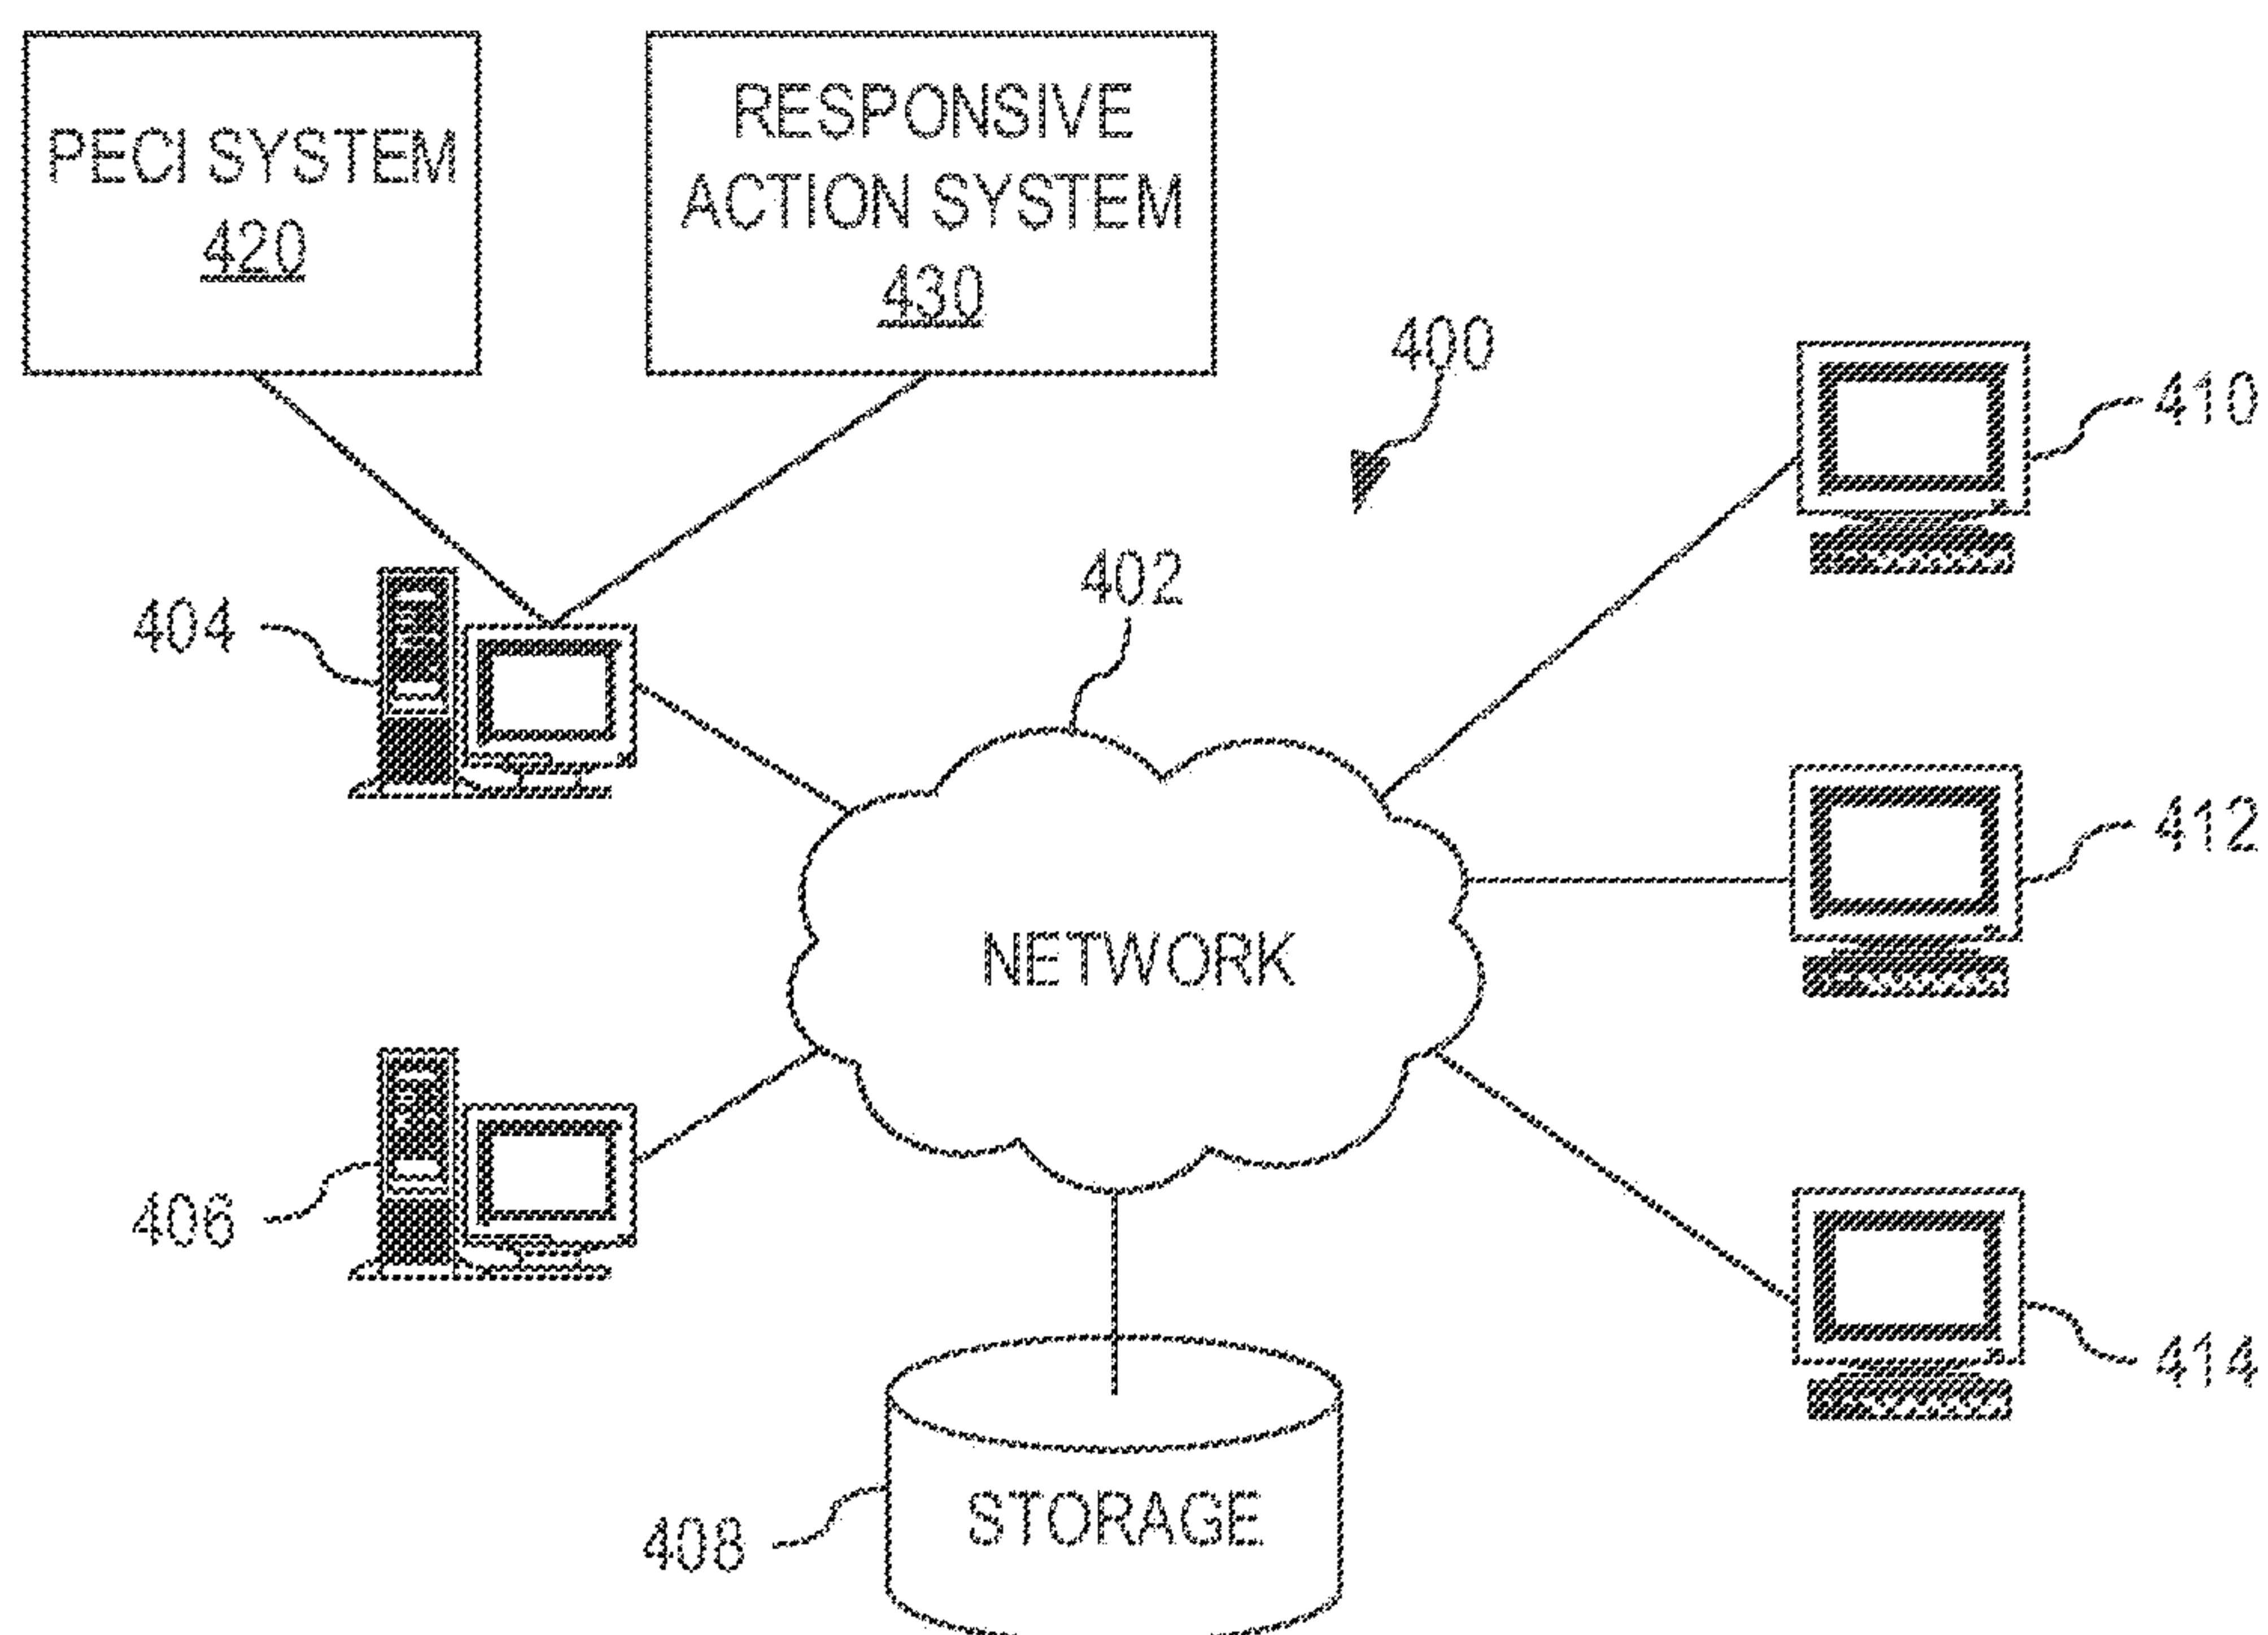 PECI SYSTEM
420
RESPONSIVE
ACTION SYSTEM
430
400
410
404
402
412
NETWORK
406
414
408
STORAGE